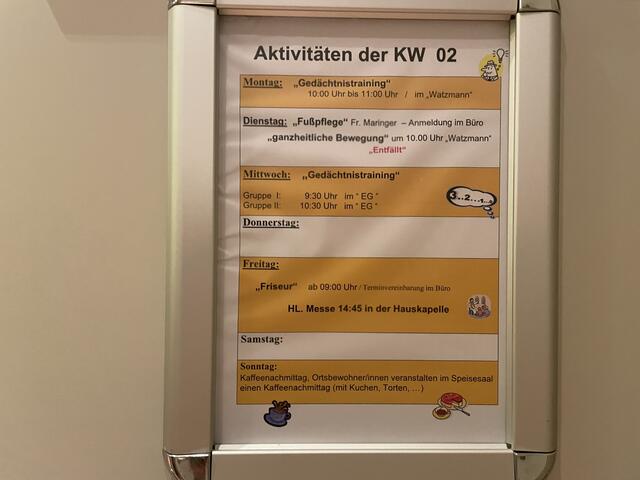 Aktivitäten der KW 02
Montag: „Gedächtnistraining"
10:00 Uhr bis 11:00 Uhr / im „Watzmann"
Dienstag: „Fußpflege" Fr. Maringer – Anmeldung im Büro
„ganzheitliche Bewegung" um 10.00 Uhr „Watzmann"
„Entfällt"
Mittwoch: „Gedächtnistraining"
Gruppe I: 9:30 Uhr im " EG "
Gruppe II: 10:30 Uhr im " EG "
3..2...1...
Donnerstag:
Freitag:
„Friseur" ab 09:00 Uhr / Terminvereinbarung im Büro
HL. Messe 14:45 in der Hauskapelle
Samstag:
Sonntag:
Kaffeenachmittag, Ortsbewohner/innen veranstalten im Speisesaal
einen Kaffeenachmittag (mit Kuchen, Torten, …)